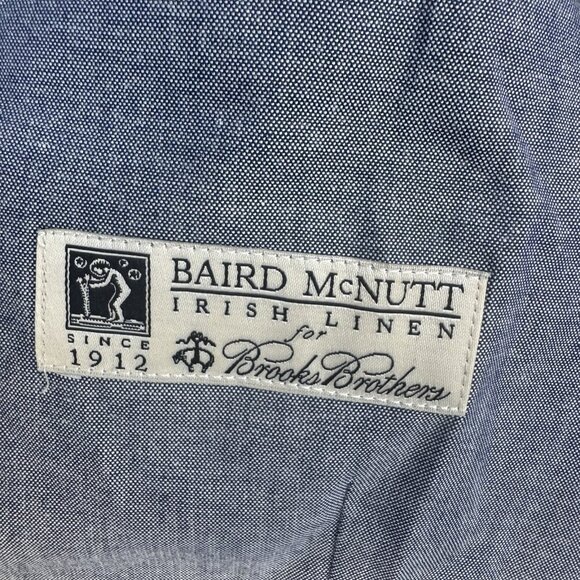 BAIRD McNUTT
IRISH LINEN
for
Brooks Brothers
SINCE
1912